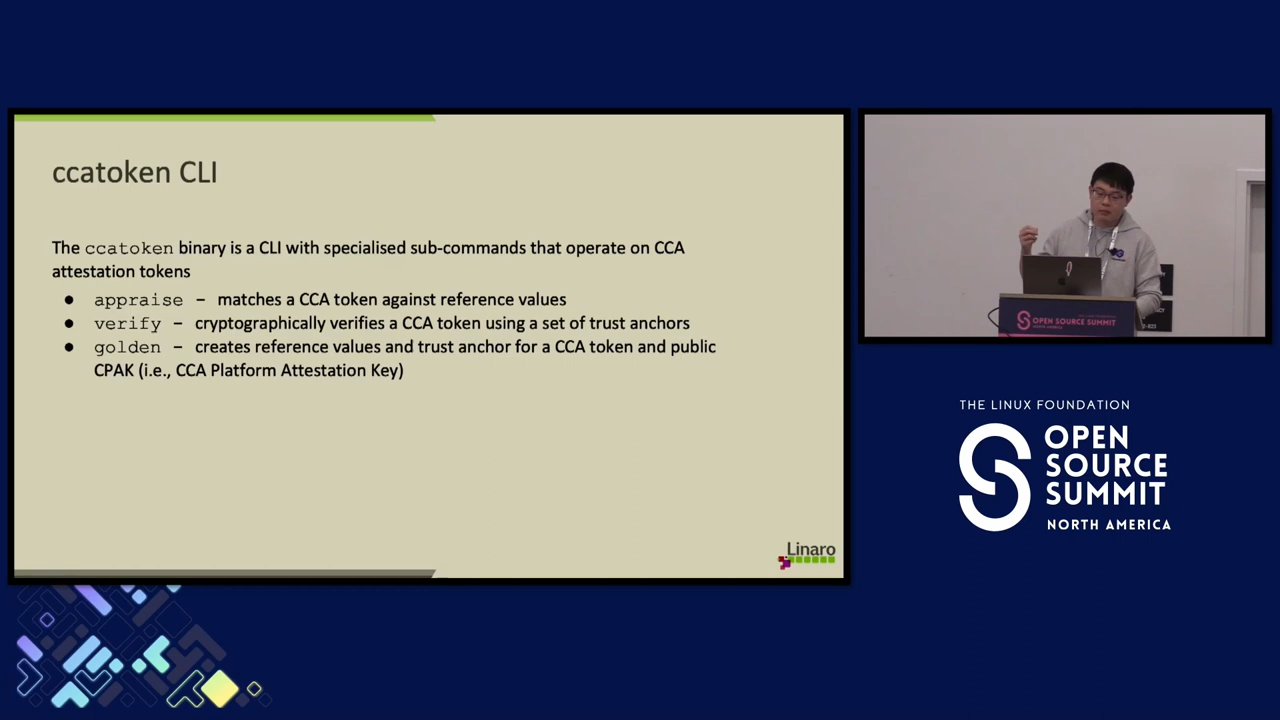 ccatoken CLI
The ccatoken binary is a CLI with specialised sub-commands that operate on CCA
attestation tokens
● appraise – matches a CCA token against reference values
● verify – cryptographically verifies a CCA token using a set of trust anchors
● golden – creates reference values and trust anchor for a CCA token and public
CPAK (i.e., CCA Platform Attestation Key)
Linaro
OPEN SOURCE SUMMIT
THE LINUX FOUNDATION
OPEN
SOURCE
SUMMIT
NORTH AMERICA